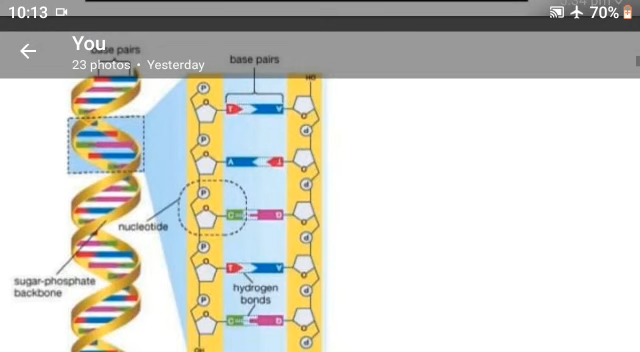 10:13
70%
You
23 photos • Yesterday
base pairs
base pairs
HO
P
T A
P
A T
P
C G
nucleotide
P
T A
sugar-phosphate
backbone
hydrogen
bonds
P
C G
OH